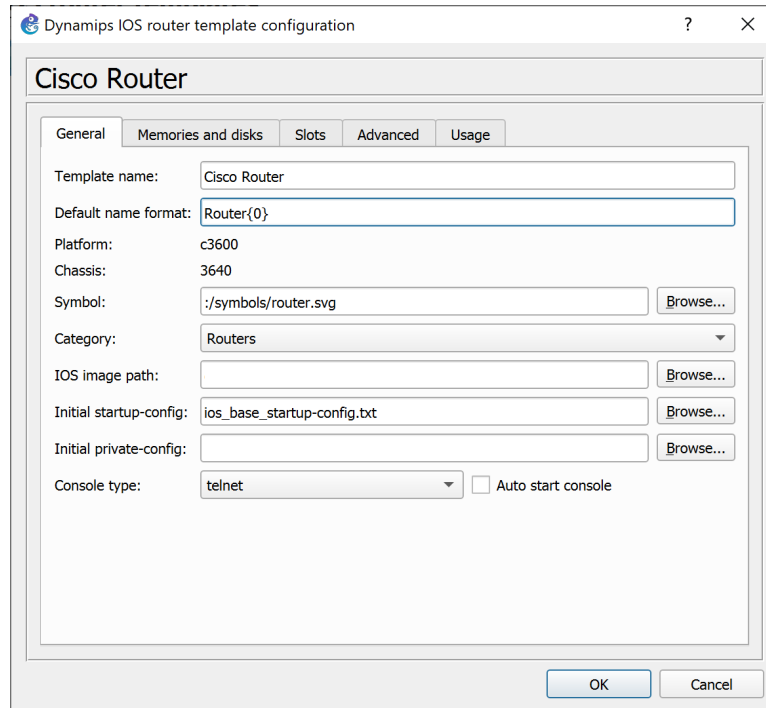 Dynamips IOS router template configuration ?
Cisco Router
General Memories and disks Slots Advanced Usage
Template name: Cisco Router
Default name format: Router{0}
Platform: c3600
Chassis: 3640
Symbol: :/symbols/router.svg Browse...
Category: Routers
IOS image path: Browse...
Initial startup-config: ios_base_startup-config.txt Browse...
Initial private-config: Browse...
Console type: telnet Auto start console
OK Cancel